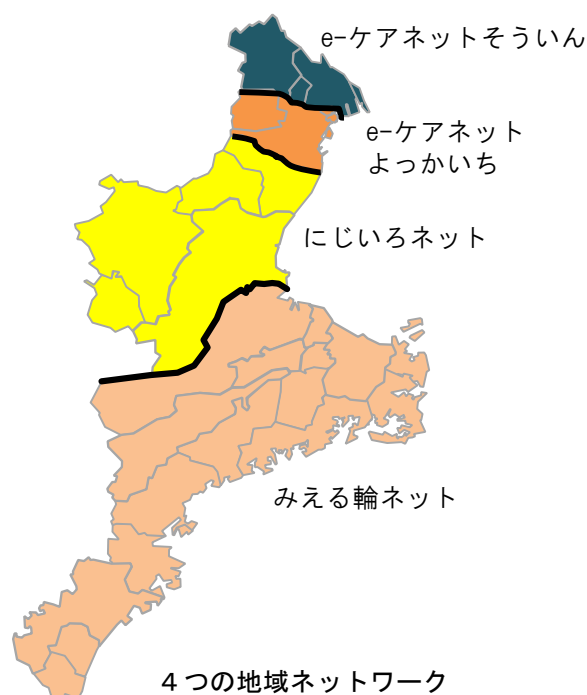 e-ケアネットそういん
e-ケアネット
よっかいち
にじいろネット
みえる輪ネット
４つの地域ネットワーク